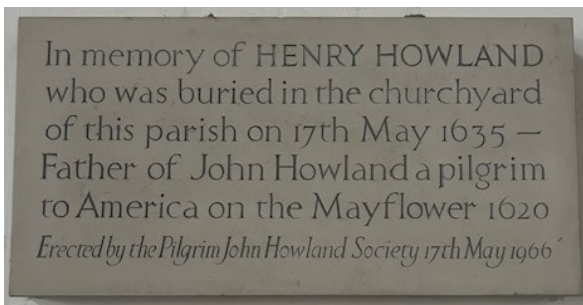 In memory of HENRY HOWLAND
who was buried in the churchyard
of this parish on 17th May 1635 –
Father of John Howland a pilgrim
to America on the Mayflower 1620
Erected by the Pilgrim John Howland Society 17th May 1966